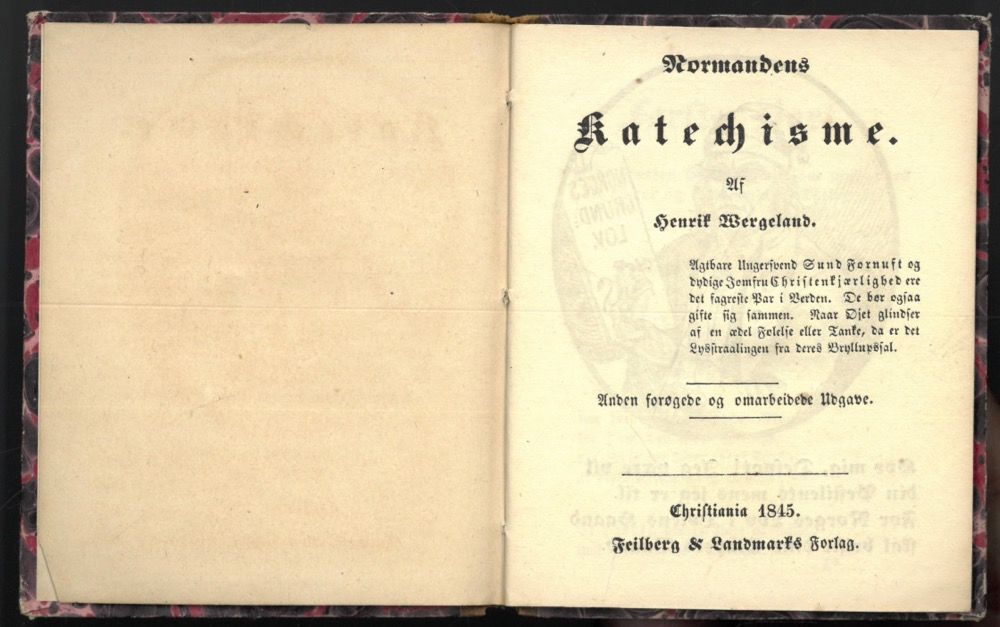 Normandens
Katechisme.
Af
Henrik Wergeland.
Agtbare Ungersvend Sund Fornuft og
dydige Jomfru Christenkjærlighed ere
det fagreste Par i Verden. De bør ogsaa
gifte sig sammen. Naar Øjet glindser
af en ædel Følelse eller Tanke, da er det
Lysstraalingen fra deres Bryllupssal.
Anden forøgede og omarbeidede Udgave.
Christiania 1845.
Feilberg & Landmarks Forlag.